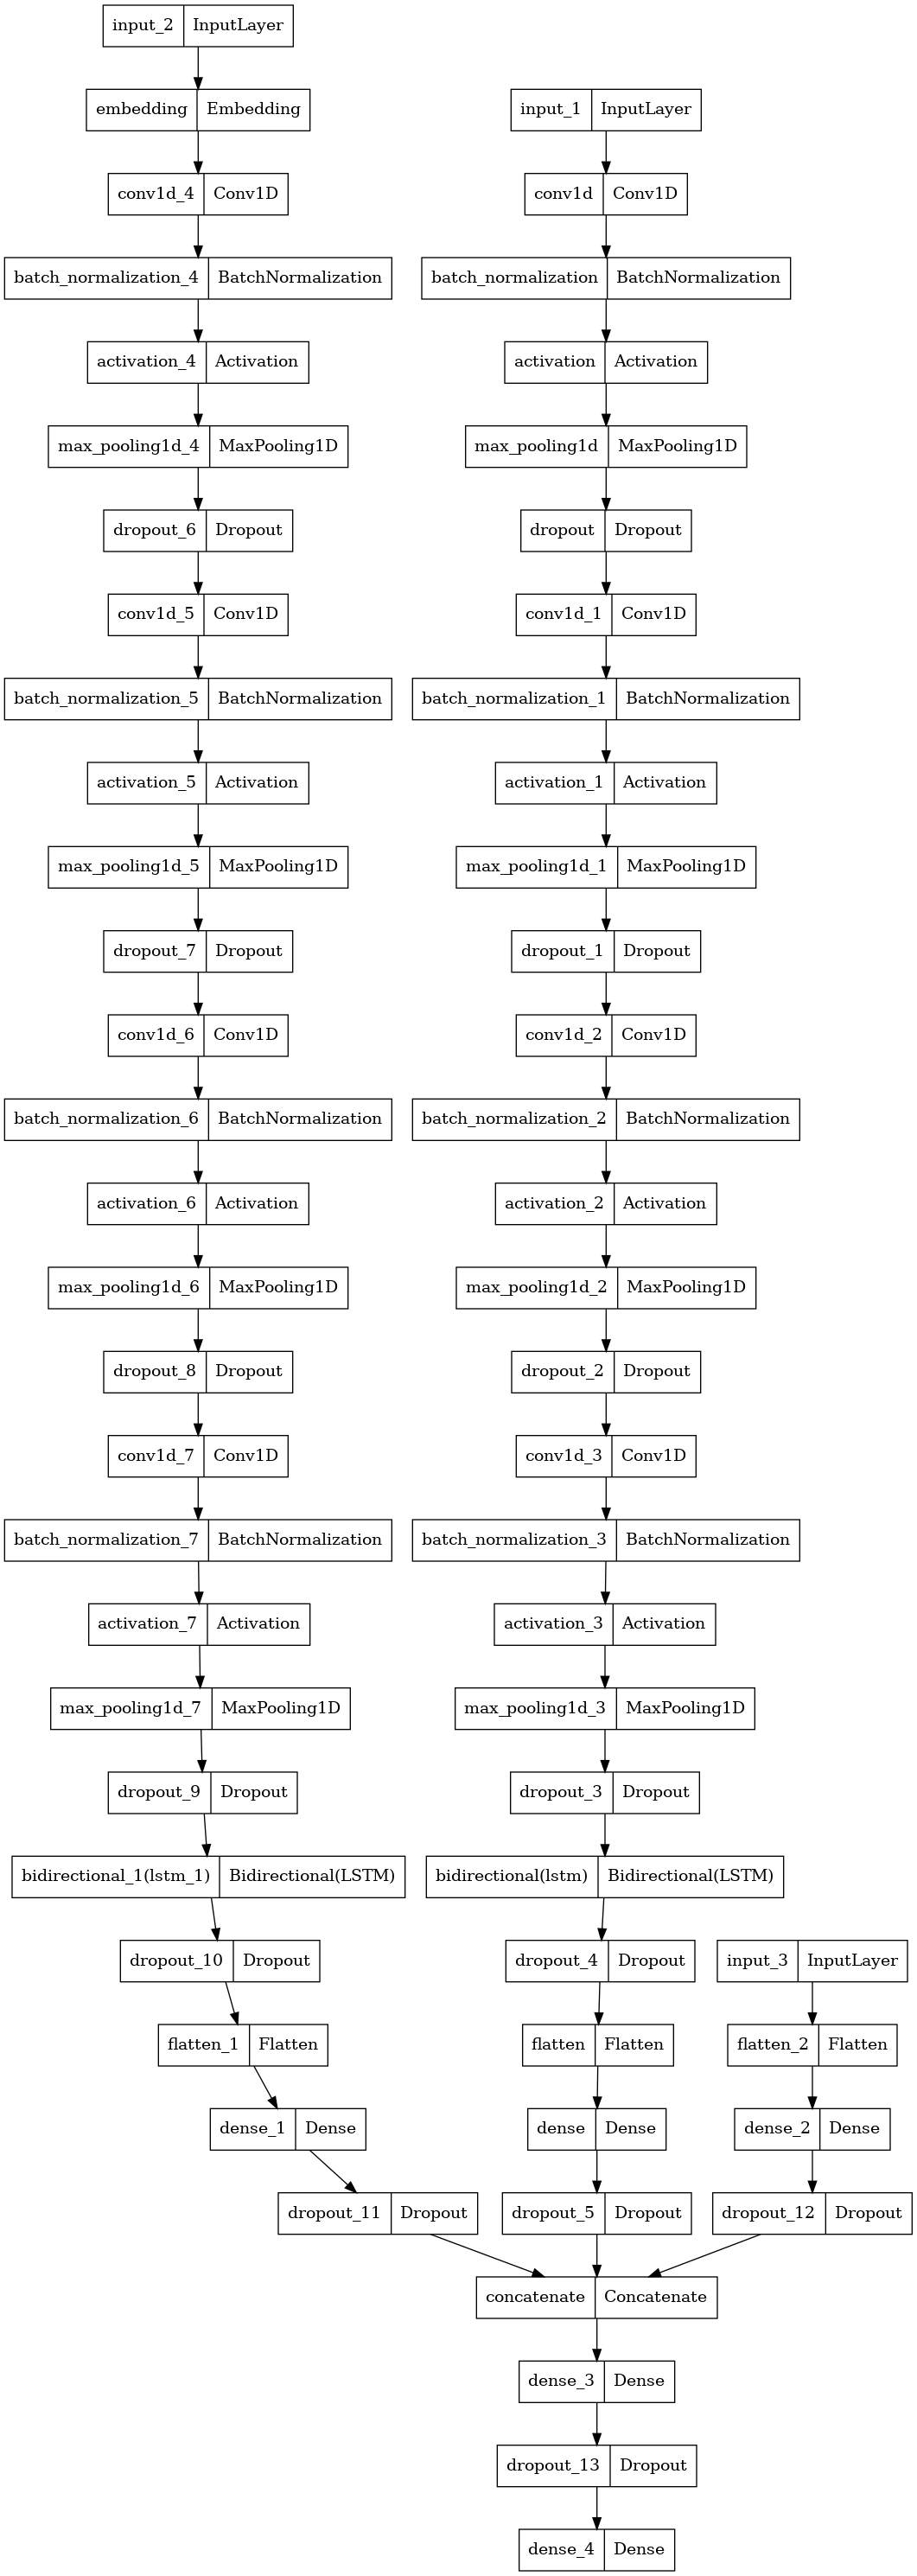 input_2 InputLayer
embedding Embedding
input_1 InputLayer
conv1d_4 Conv1D
conv1d Conv1D
batch_normalization_4 BatchNormalization
batch_normalization BatchNormalization
activation_4 Activation
activation Activation
max_pooling1d_4 MaxPooling1D
max_pooling1d MaxPooling1D
dropout_6 Dropout
dropout Dropout
conv1d_5 Conv1D
conv1d_1 Conv1D
batch_normalization_5 BatchNormalization
batch_normalization_1 BatchNormalization
activation_5 Activation
activation_1 Activation
max_pooling1d_5 MaxPooling1D
max_pooling1d_1 MaxPooling1D
dropout_7 Dropout
dropout_1 Dropout
conv1d_6 Conv1D
conv1d_2 Conv1D
batch_normalization_6 BatchNormalization
batch_normalization_2 BatchNormalization
activation_6 Activation
activation_2 Activation
max_pooling1d_6 MaxPooling1D
max_pooling1d_2 MaxPooling1D
dropout_8 Dropout
dropout_2 Dropout
conv1d_7 Conv1D
conv1d_3 Conv1D
batch_normalization_7 BatchNormalization
batch_normalization_3 BatchNormalization
activation_7 Activation
activation_3 Activation
max_pooling1d_7 MaxPooling1D
max_pooling1d_3 MaxPooling1D
dropout_9 Dropout
dropout_3 Dropout
bidirectional_1(lstm_1) Bidirectional(LSTM)
bidirectional(lstm) Bidirectional(LSTM)
dropout_10 Dropout
dropout_4 Dropout
input_3 InputLayer
flatten_1 Flatten
flatten Flatten
flatten_2 Flatten
dense_1 Dense
dense Dense
dense_2 Dense
dropout_11 Dropout
dropout_5 Dropout
dropout_12 Dropout
concatenate Concatenate
dense_3 Dense
dropout_13 Dropout
dense_4 Dense